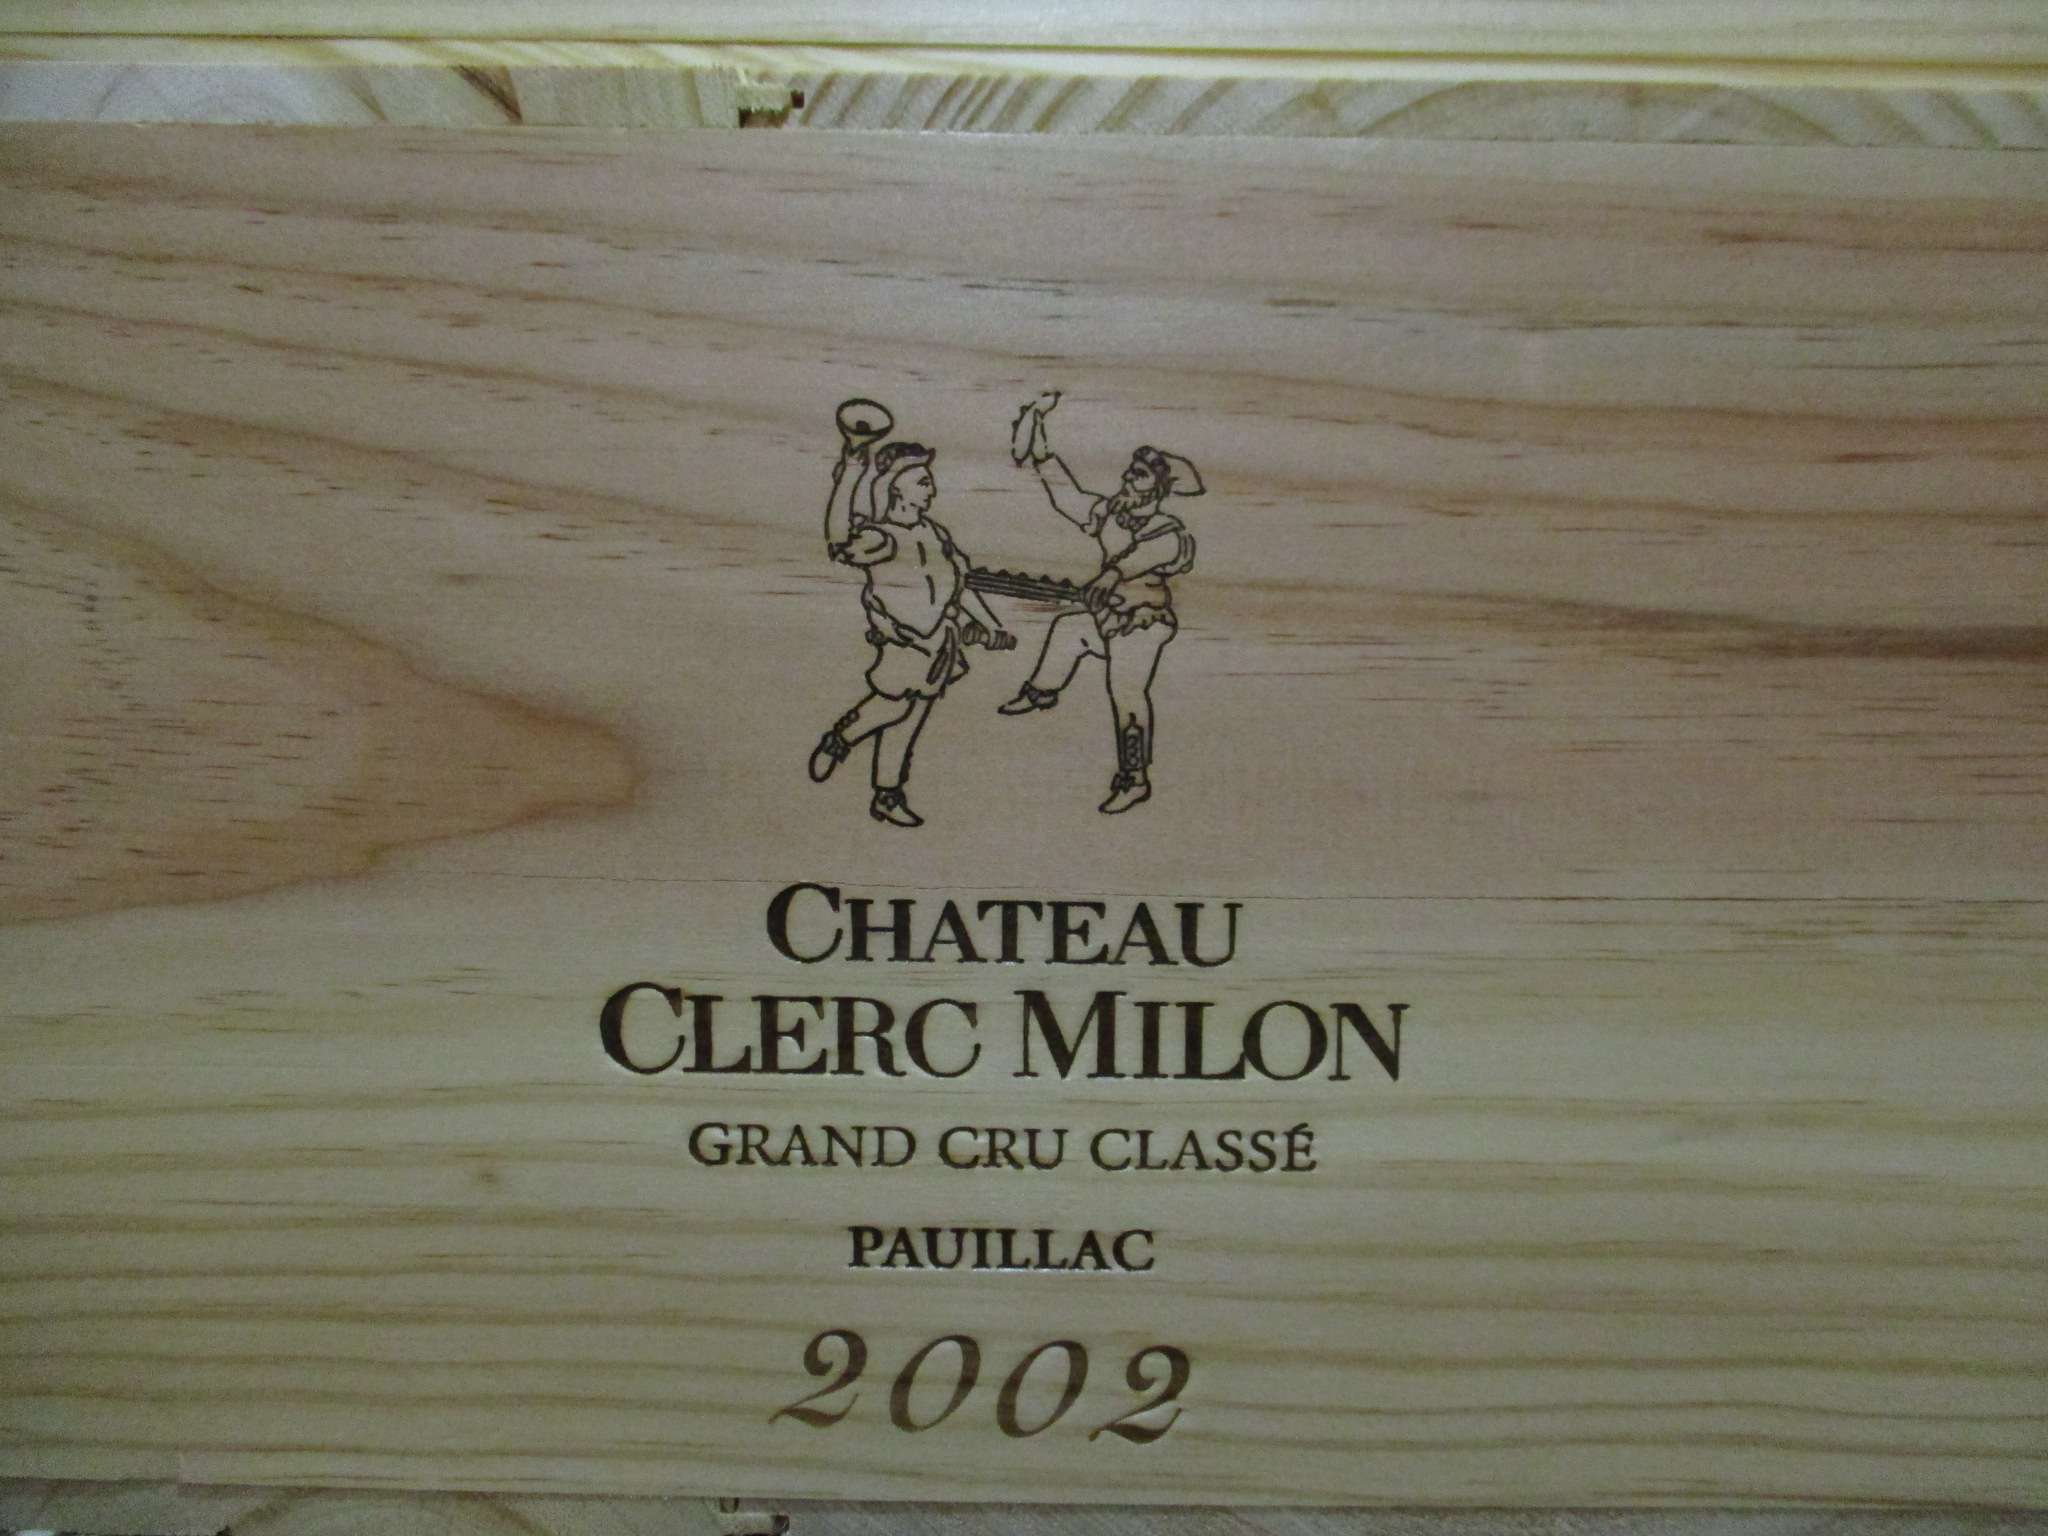 CHATEAU
CLERC MILON
GRAND CRU CLASSÉ
PAUILLAC
2002